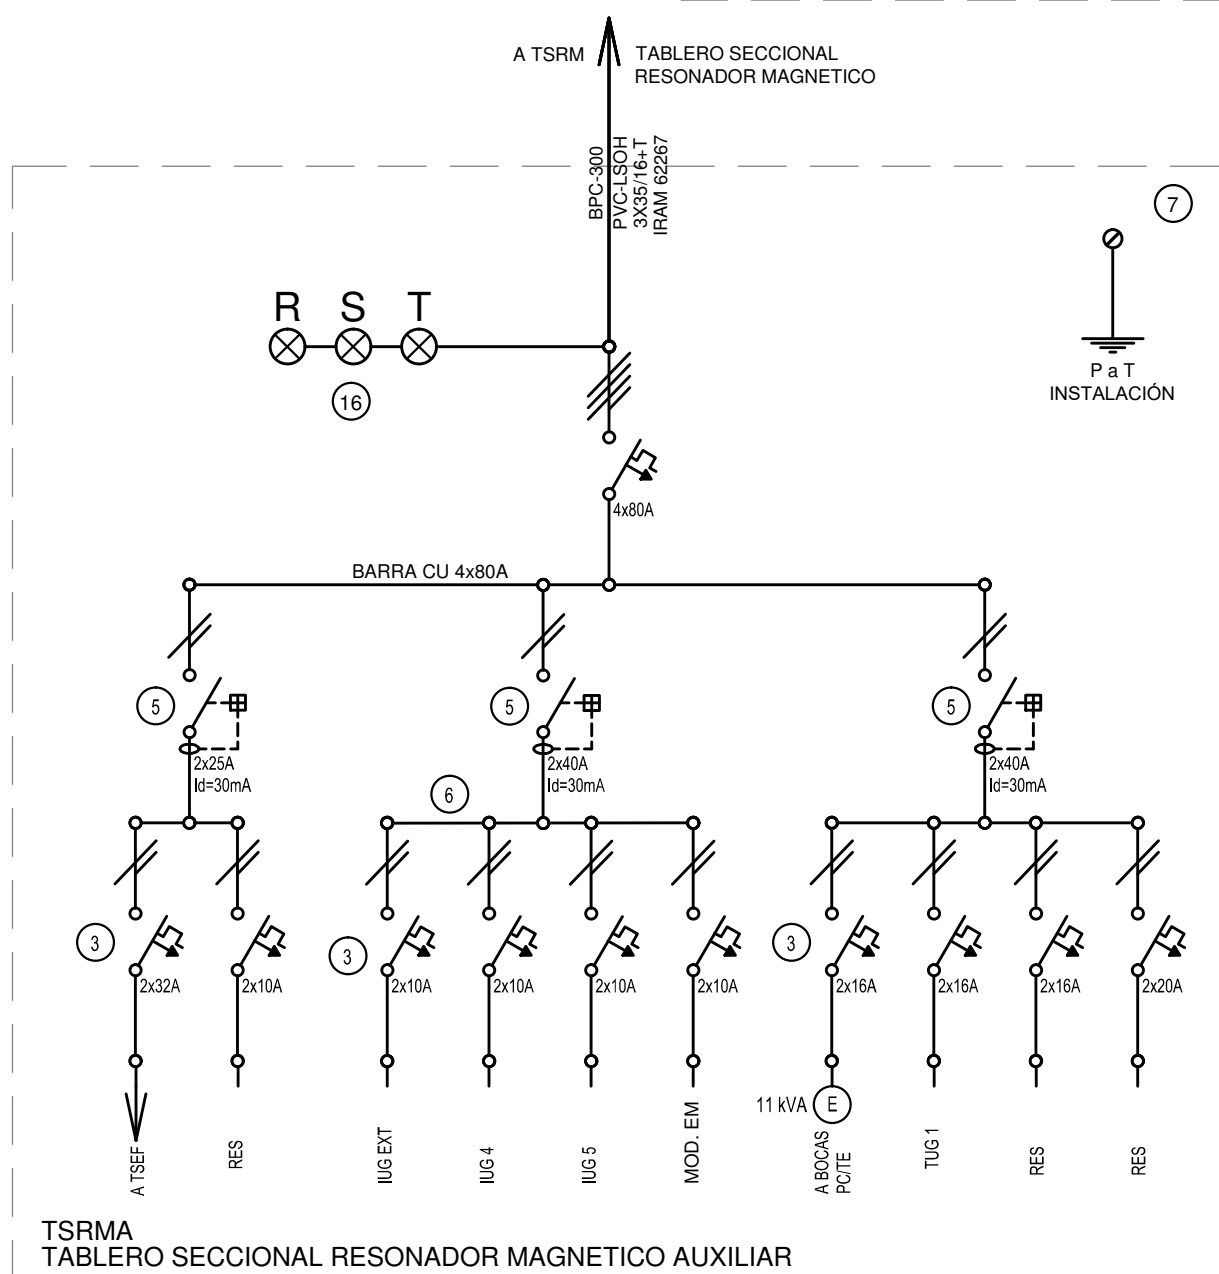 A TSRM
TABLERO SECCIONAL
RESONADOR MAGNETICO
BPC-300
PVC-LSOH
3X35/16+T
IRAM 62267
7
R S T
16
P a T
INSTALACIÓN
4x80A
BARRA CU 4x80A
5
2x25A
Id=30mA
5
2x40A
Id=30mA
5
2x40A
Id=30mA
6
3
2x32A
2x10A
3
2x10A
2x10A
2x10A
2x10A
3
2x16A
2x16A
2x16A
2x20A
11 kVA
E
A TSEF
RES
IUG EXT
IUG 4
IUG 5
MOD. EM
A BOCAS
PC/TE
TUG 1
RES
RES
TSRMA
TABLERO SECCIONAL RESONADOR MAGNETICO AUXILIAR